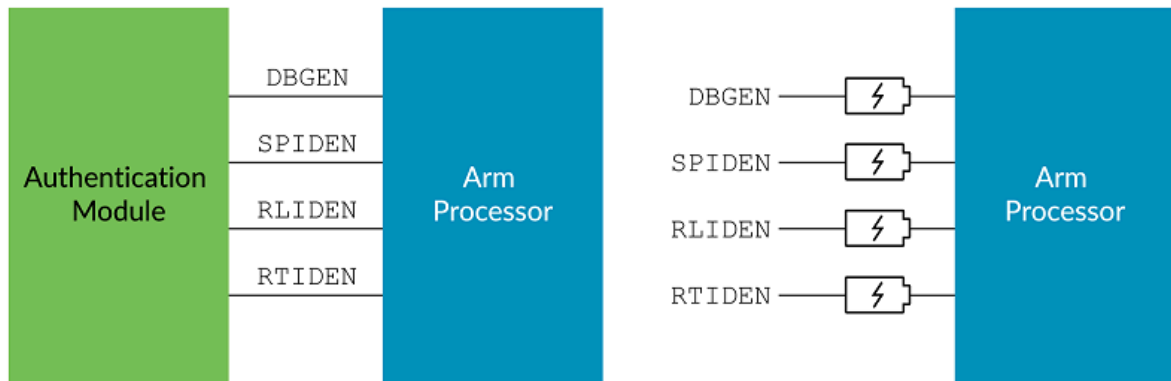 Authentication
Module
DBGEN
SPIDEN
RLIDEN
RTIDEN
Arm
Processor
DBGEN
SPIDEN
RLIDEN
RTIDEN
Arm
Processor